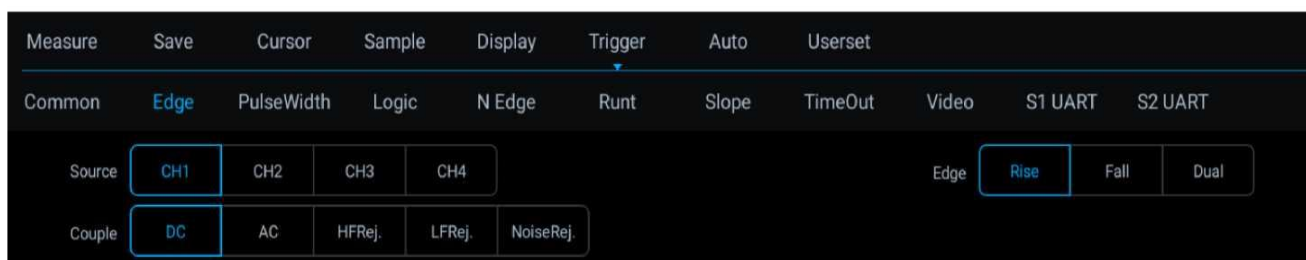 Measure Save Cursor Sample Display Trigger Auto Userset
Common Edge PulseWidth Logic N Edge Runt Slope TimeOut Video S1 UART S2 UART
Source CH1 CH2 CH3 CH4 Edge Rise Fall Dual
Couple DC AC HFRej. LFRej. NoiseRej.